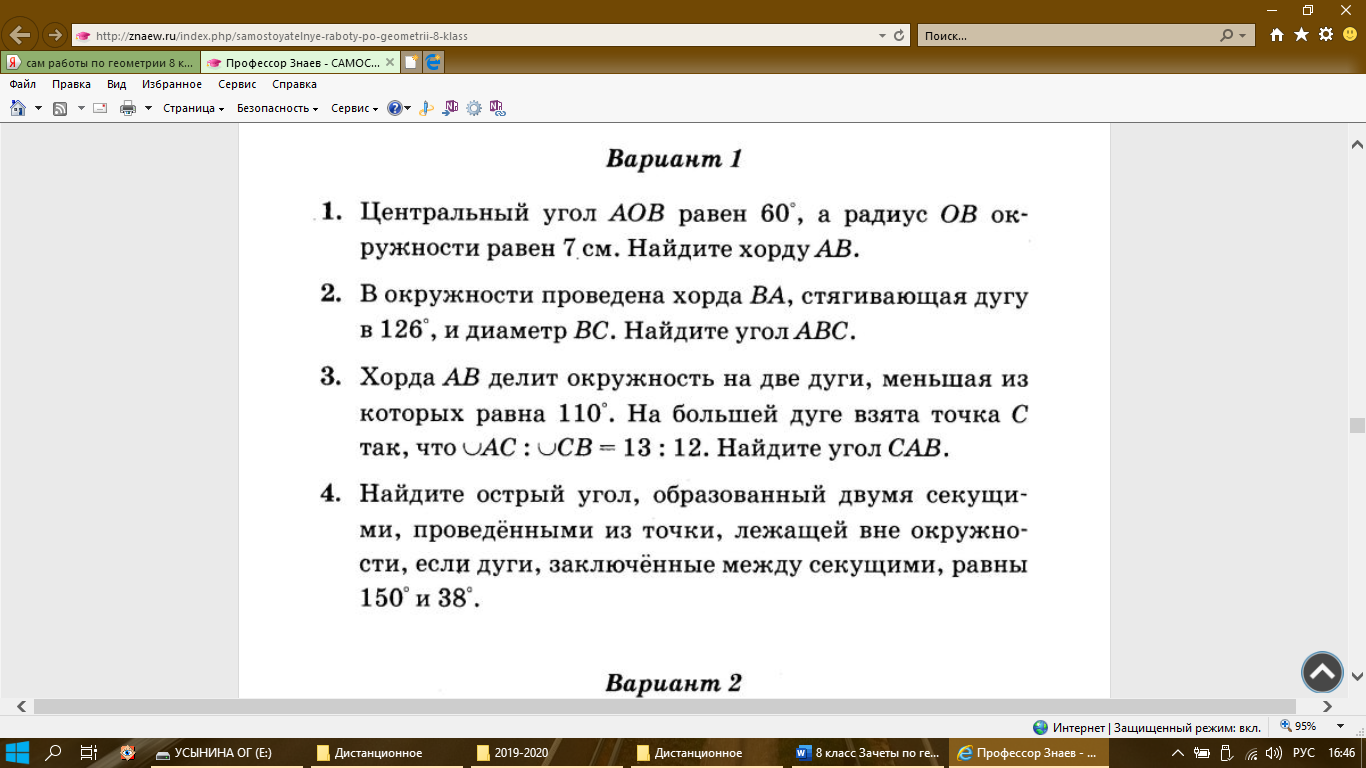 http://znaew.ru/index.php/samostoyatelnye-raboty-po-geometrii-8-klass
Поиск...
сам работы по геометрии 8 к...
Профессор Знаев - САМОС...
Файл Правка Вид Избранное Сервис Справка
Страница Безопасность Сервис
Вариант 1
1. Центральный угол AOB равен 60°, а радиус OB ок-
ружности равен 7 см. Найдите хорду AB.
2. В окружности проведена хорда BA, стягивающая дугу
в 126°, и диаметр BC. Найдите угол ABC.
3. Хорда AB делит окружность на две дуги, меньшая из
которых равна 110°. На большей дуге взята точка C
так, что ∪AC : ∪CB = 13 : 12. Найдите угол CAB.
4. Найдите острый угол, образованный двумя секущи-
ми, проведёнными из точки, лежащей вне окружно-
сти, если дуги, заключённые между секущими, равны
150° и 38°.
Вариант 2
Интернет | Защищенный режим: вкл.
95%
УСЫНИНА ОГ (E:)
Дистанционное
2019-2020
Дистанционное
8 класс Зачеты по ге...
Профессор Знаев - ...
РУС
16:46